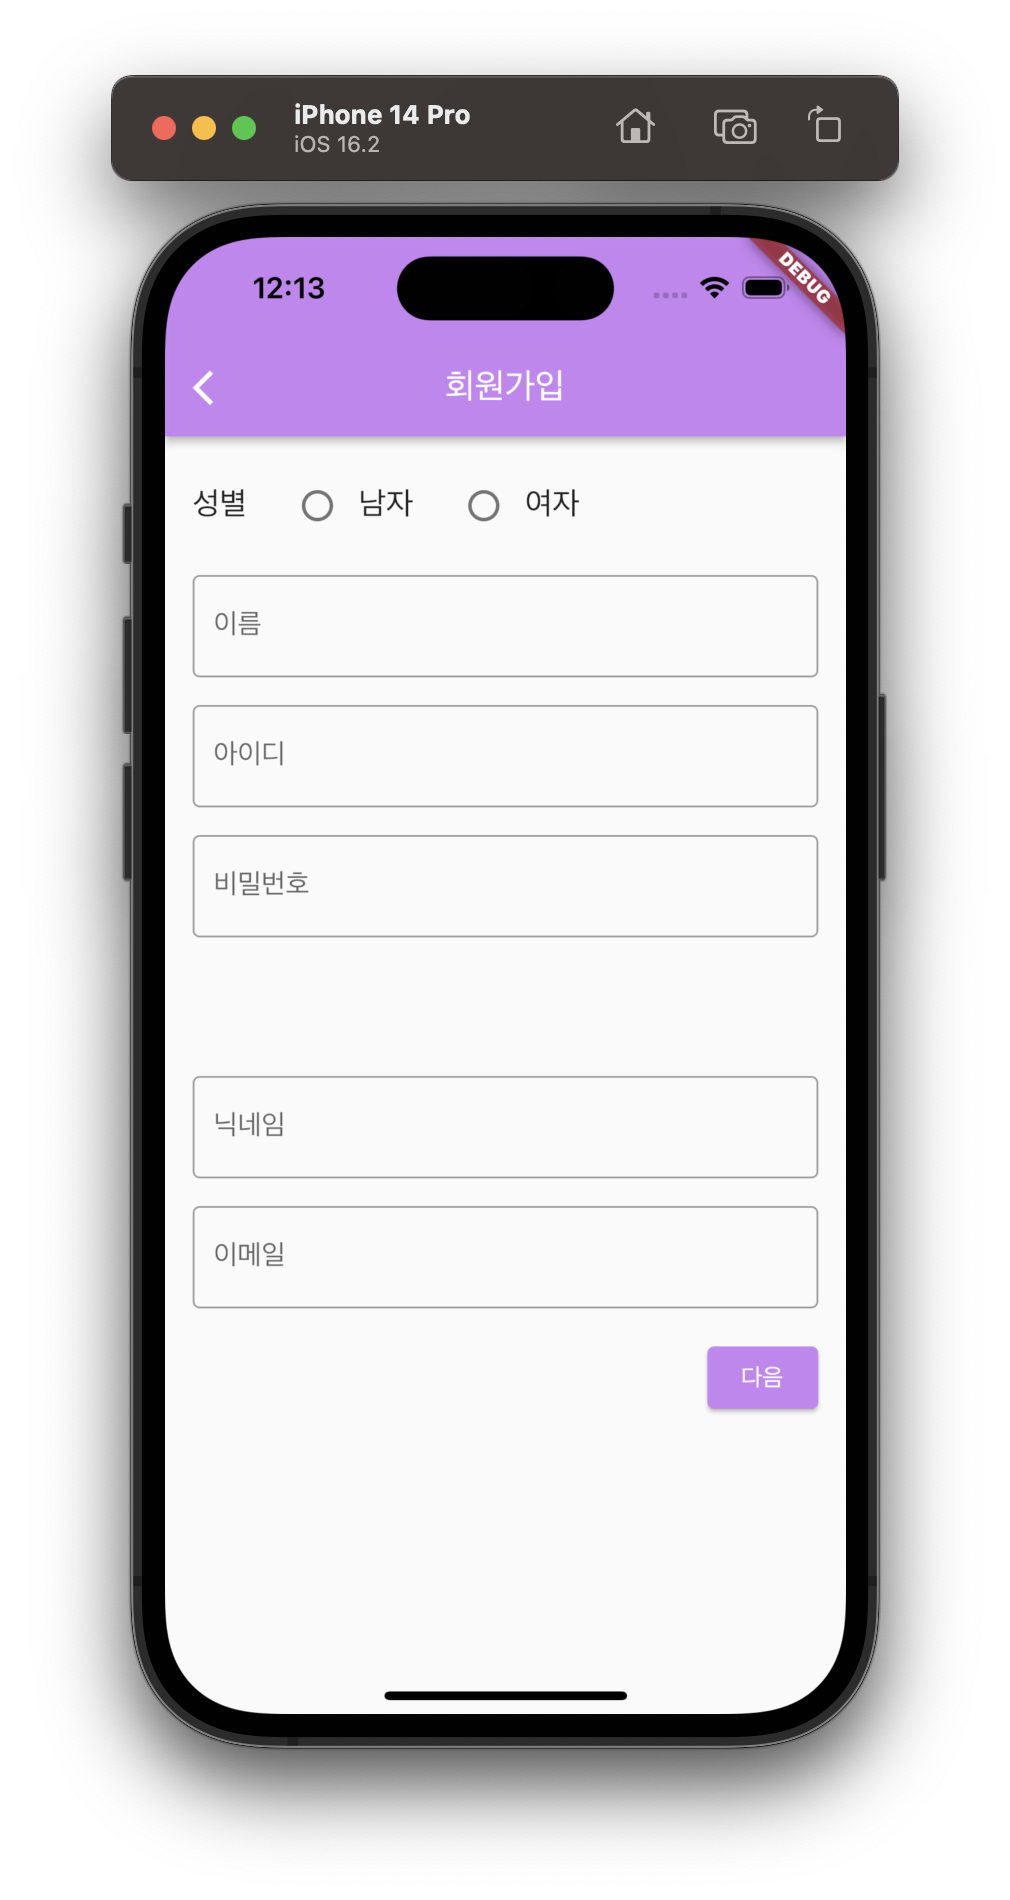 iPhone 14 Pro
iOS 16.2
12:13
DEBUG
회원가입
성별 남자 여자
이름
아이디
비밀번호
닉네임
이메일
다음